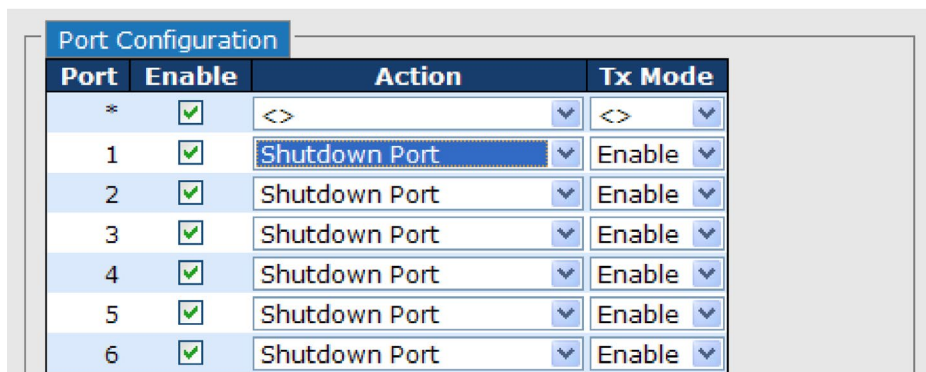 Port Configuration
Port Enable Action Tx Mode
* <> <>
1 Shutdown Port Enable
2 Shutdown Port Enable
3 Shutdown Port Enable
4 Shutdown Port Enable
5 Shutdown Port Enable
6 Shutdown Port Enable